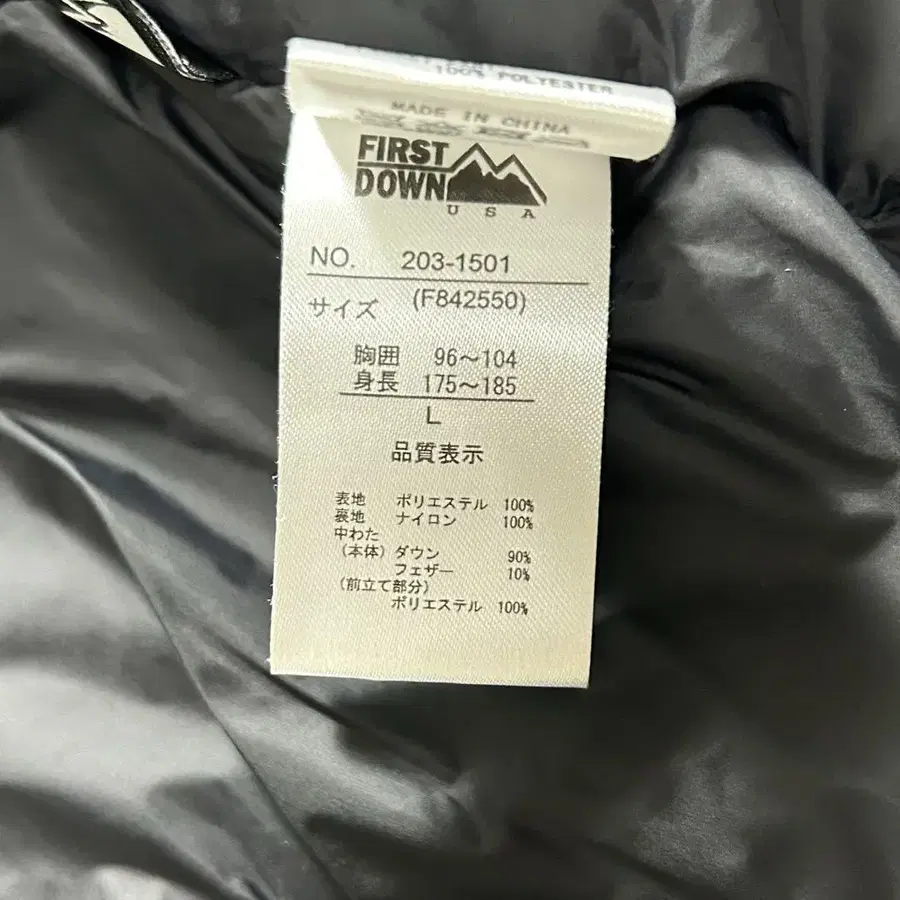 100% POLYESTER
MADE IN CHINA
FIRST
DOWN
USA
NO. 203-1501
サイズ (F842550)
胸囲 96～104
身長 175～185
L
品質表示
表地 ポリエステル 100%
裏地 ナイロン 100%
中わた
（本体）ダウン 90%
フェザー 10%
（前立て部分）
ポリエステル 100%